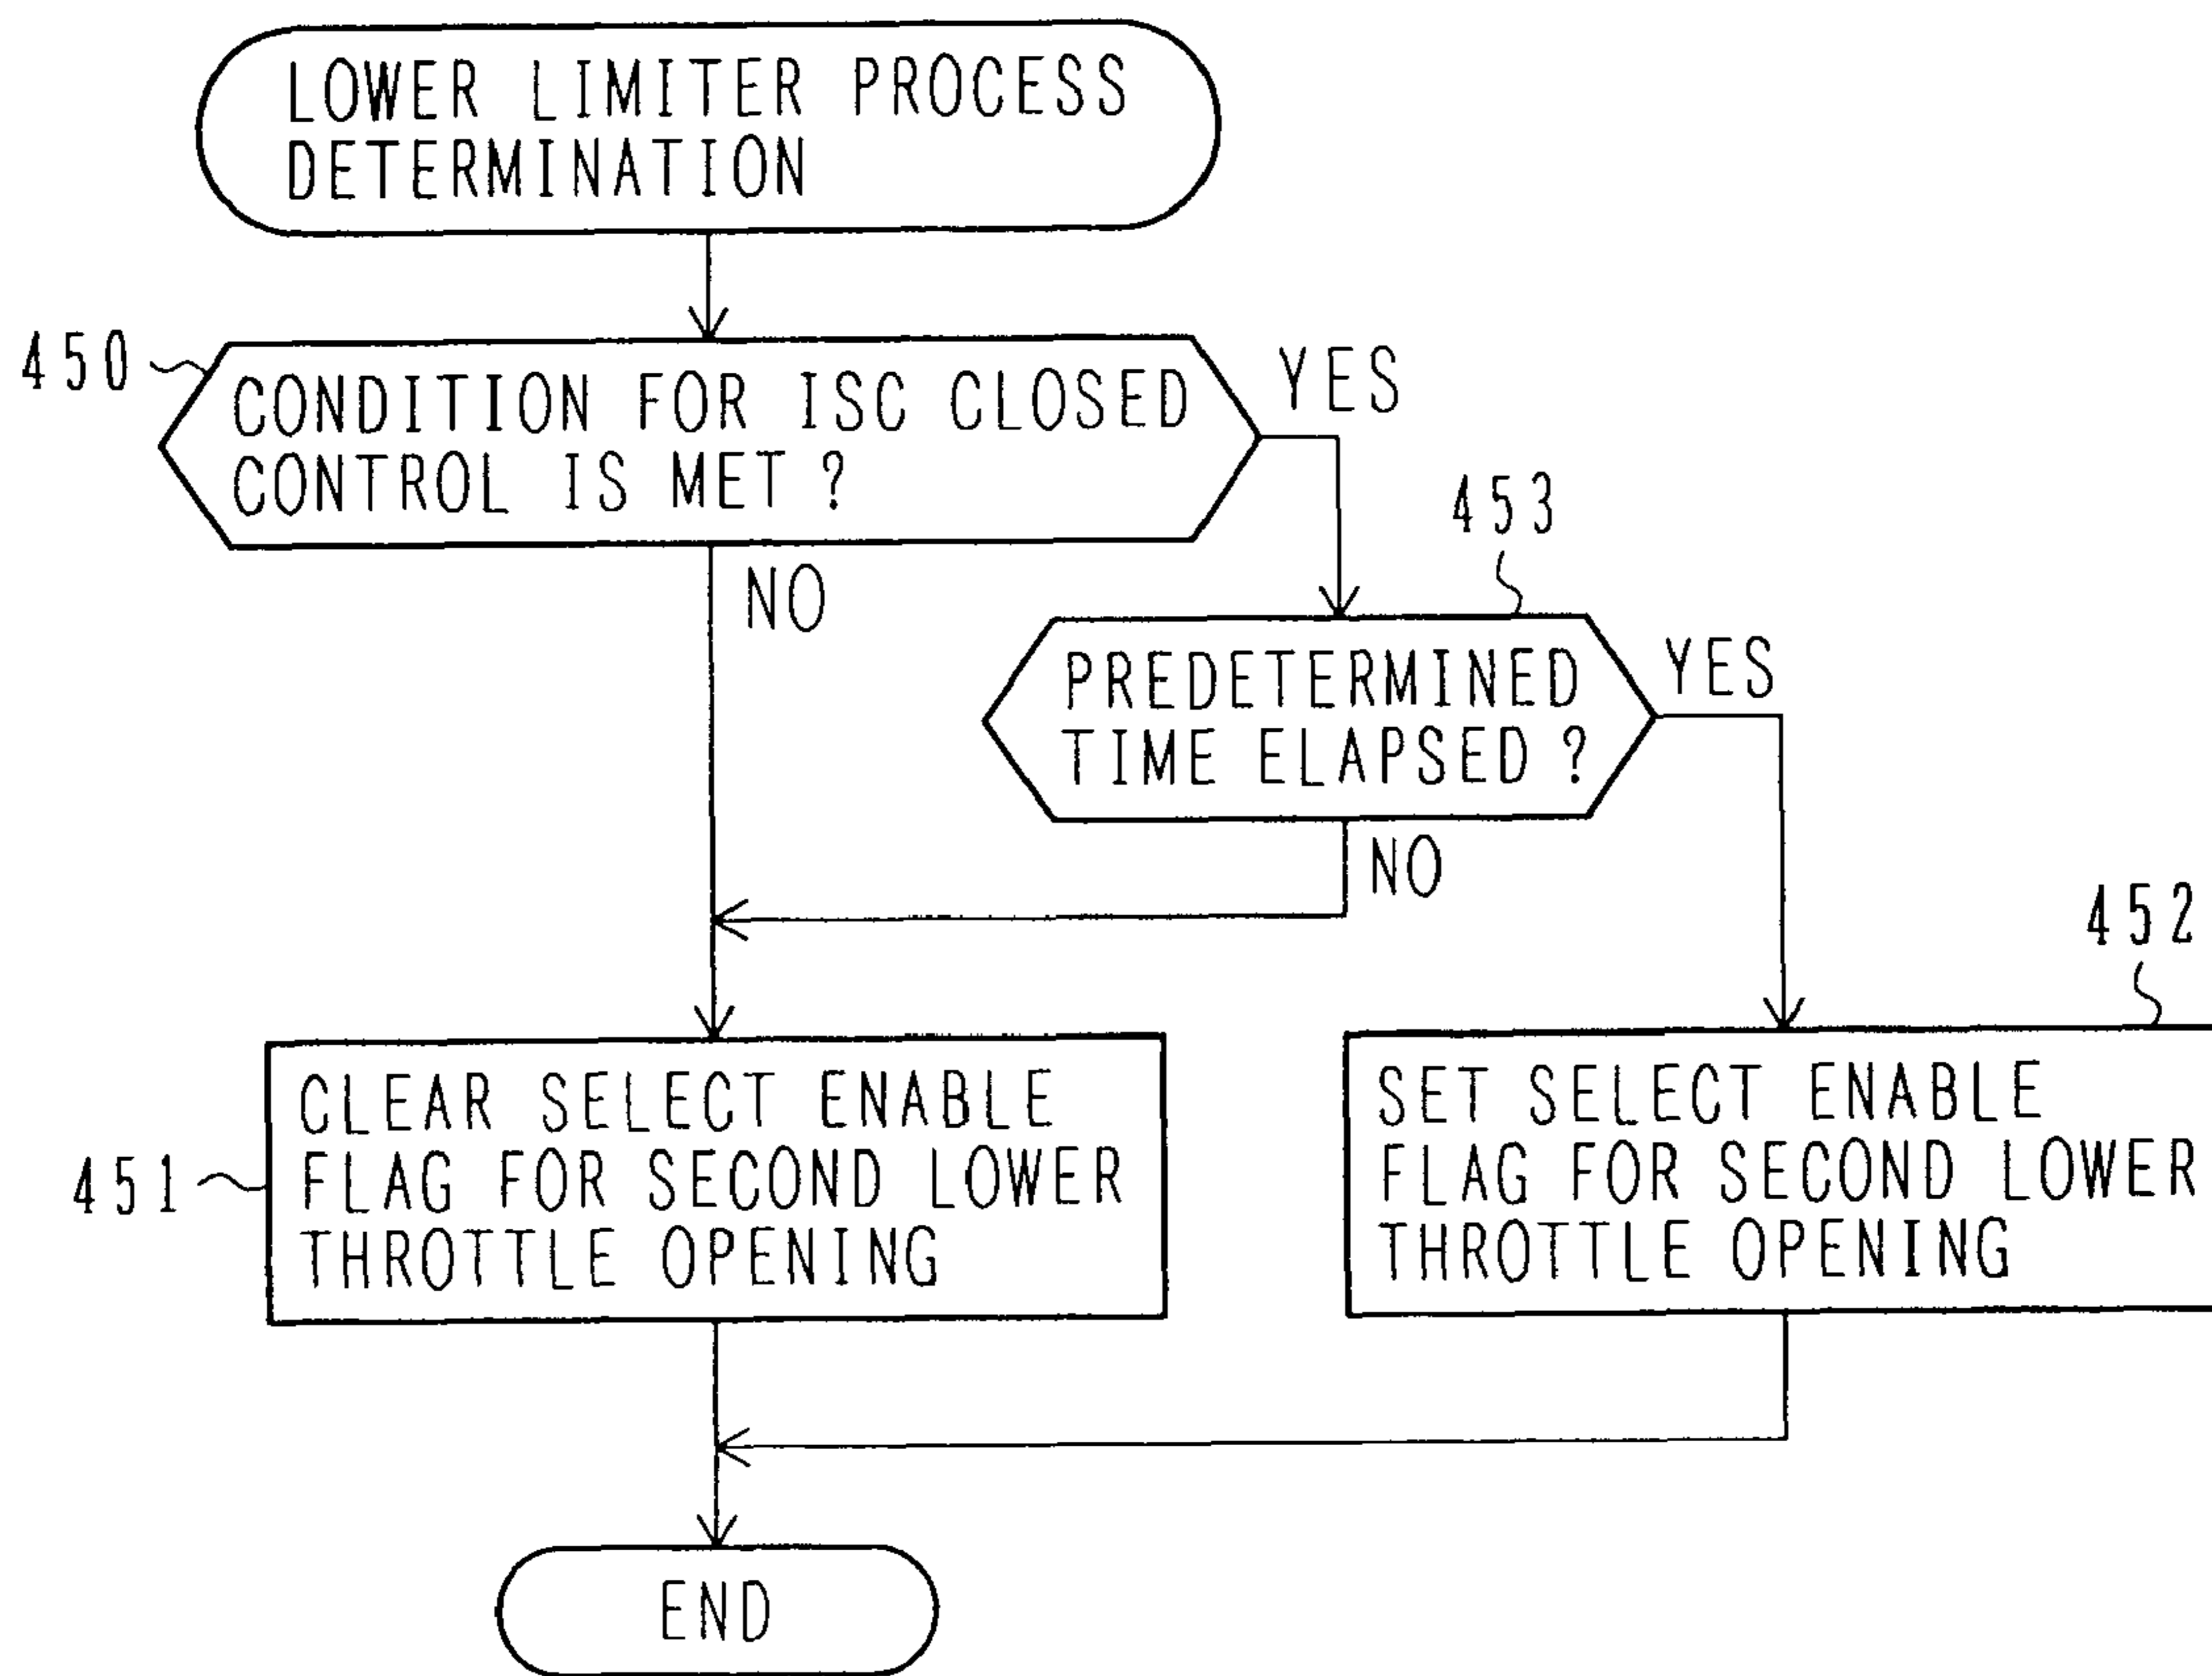 LOWER LIMITER PROCESS
DETERMINATION
450
CONDITION FOR ISC CLOSED
CONTROL IS MET ?
YES
NO
453
PREDETERMINED
TIME ELAPSED ?
YES
NO
452
451
CLEAR SELECT ENABLE
FLAG FOR SECOND LOWER
THROTTLE OPENING
SET SELECT ENABLE
FLAG FOR SECOND LOWER
THROTTLE OPENING
END